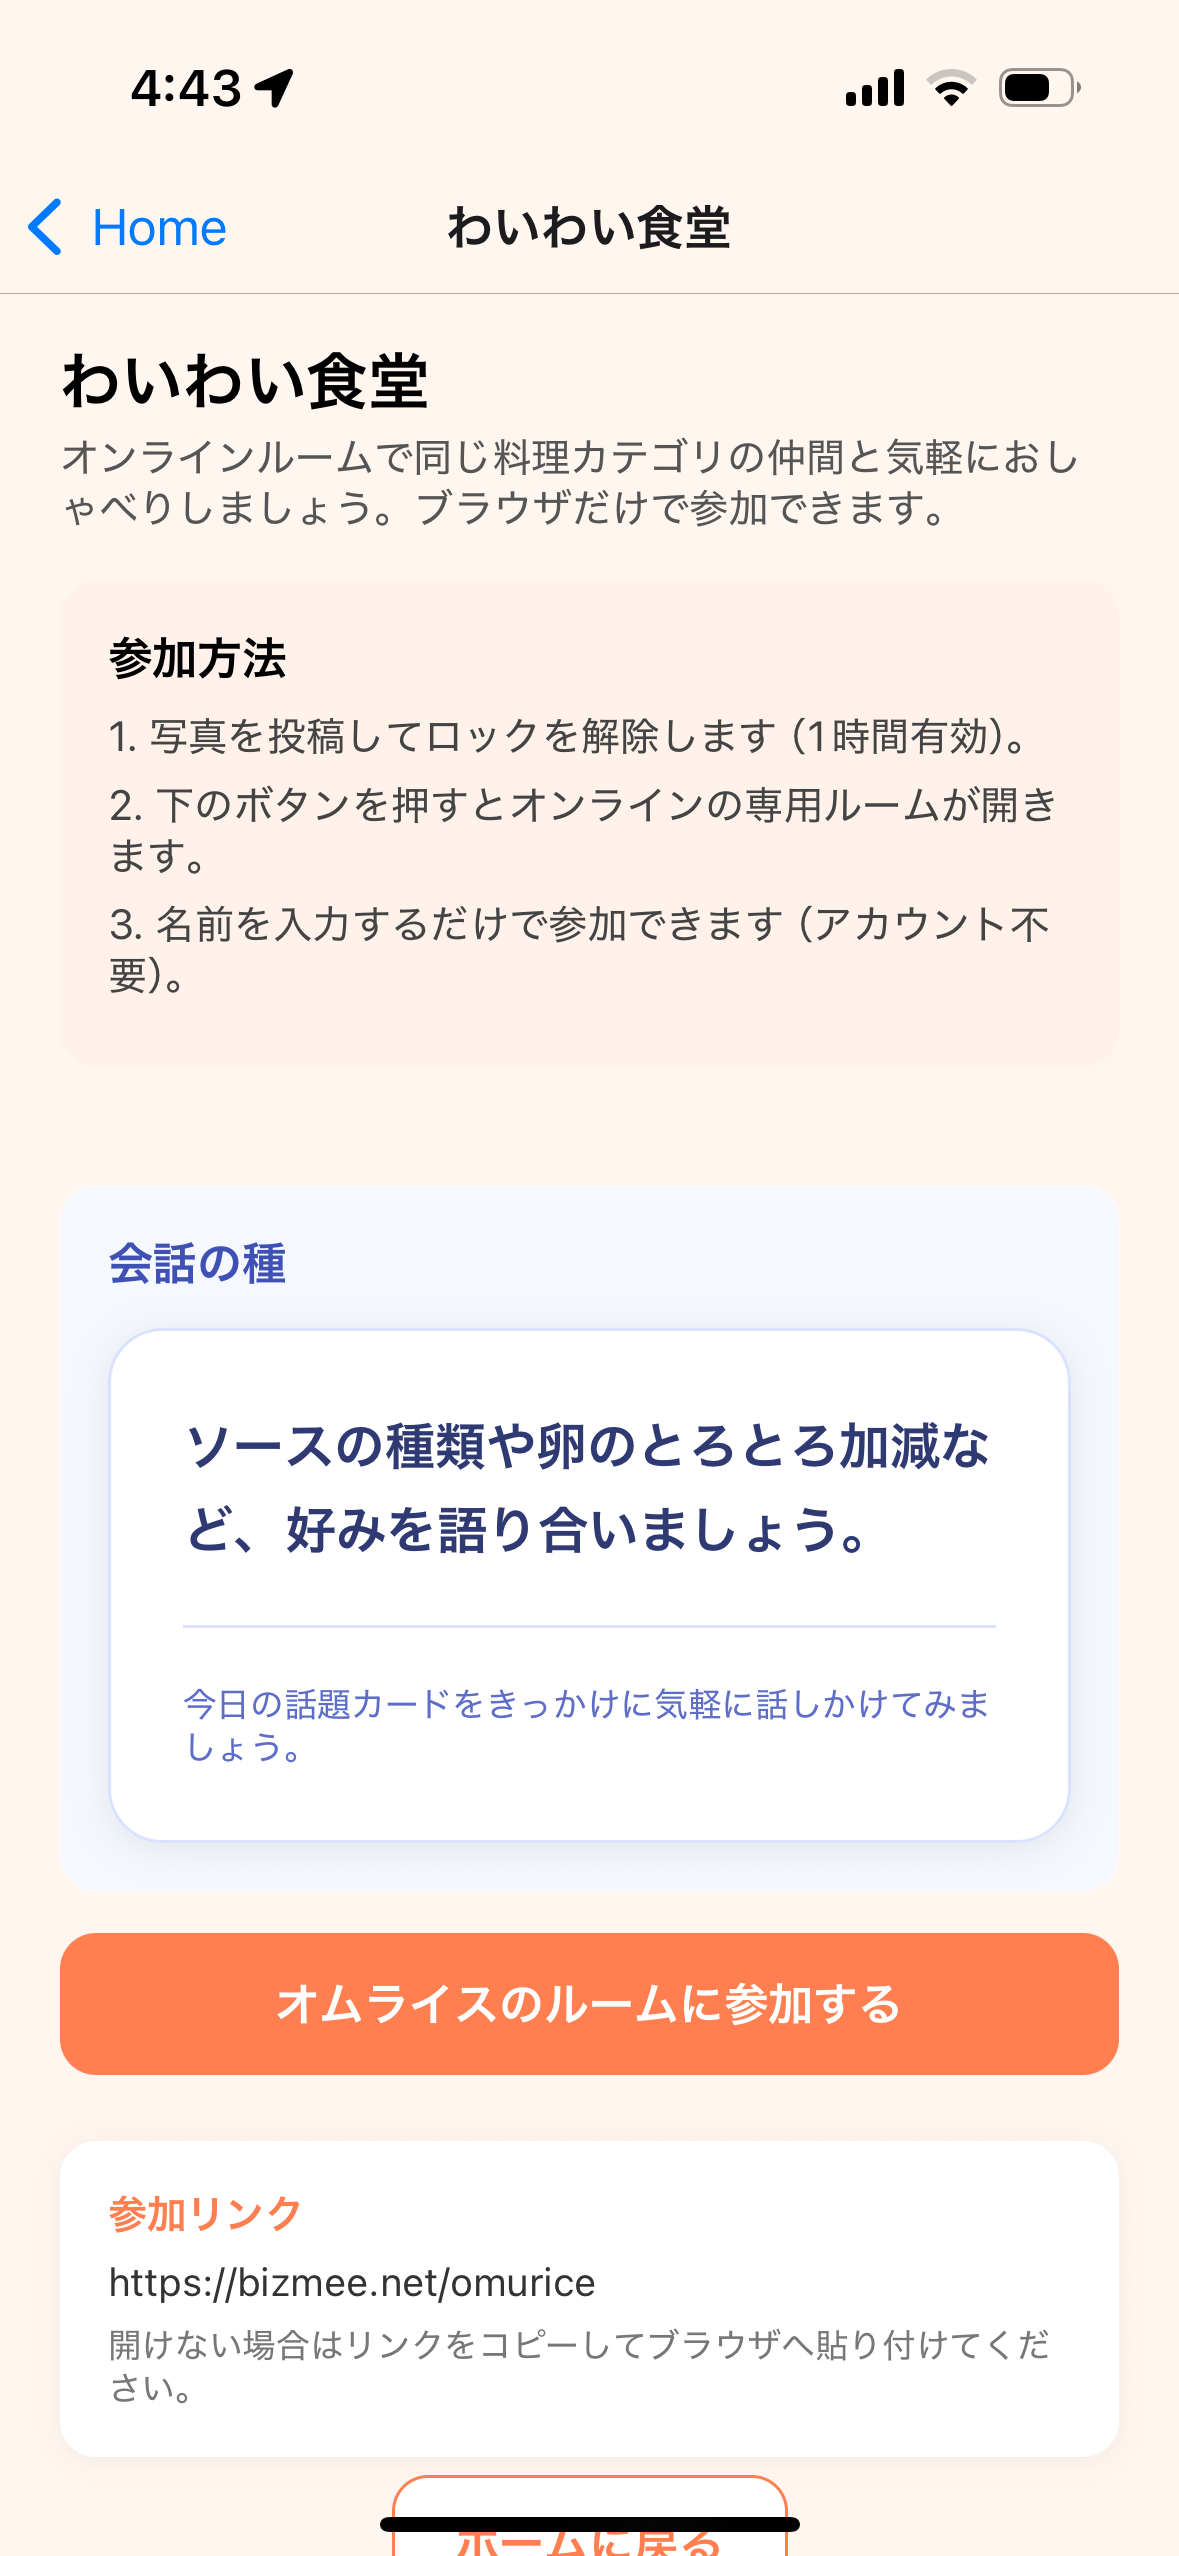 4:43
Home
わいわい食堂
わいわい食堂
オンラインルームで同じ料理カテゴリの仲間と気軽におし
ゃべりしましょう。ブラウザだけで参加できます。
参加方法
1. 写真を投稿してロックを解除します（1時間有効）。
2. 下のボタンを押すとオンラインの専用ルームが開き
ます。
3. 名前を入力するだけで参加できます（アカウント不
要）。
会話の種
ソースの種類や卵のとろとろ加減な
ど、好みを語り合いましょう。
今日の話題カードをきっかけに気軽に話しかけてみま
しょう。
オムライスのルームに参加する
参加リンク
https://bizmee.net/omurice
開けない場合はリンクをコピーしてブラウザへ貼り付けてくだ
さい。
ホームに戻る